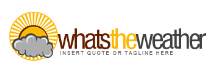 whatstheweather
INSERT QUOTE OR TAGLINE HERE